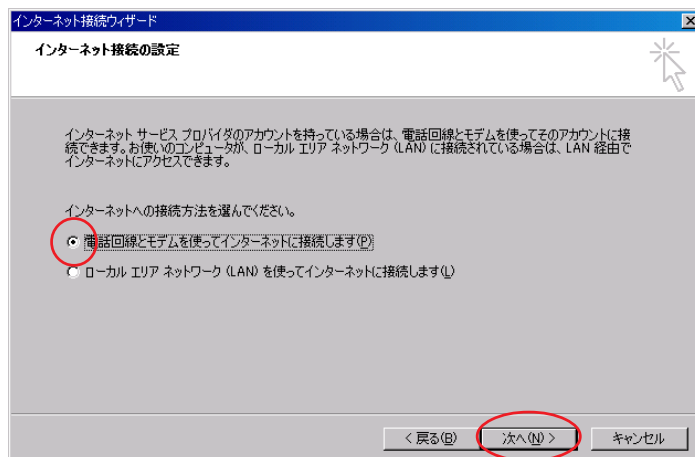 インターネット接続ウィザード
インターネット接続の設定
インターネット サービス プロバイダのアカウントを持っている場合は、電話回線とモデムを使ってそのアカウントに接
続できます。お使いのコンピュータが、ローカル エリア ネットワーク (LAN) に接続されている場合は、LAN 経由で
インターネットにアクセスできます。
インターネットへの接続方法を選んでください。
電話回線とモデムを使ってインターネットに接続します(P)
ローカル エリア ネットワーク (LAN) を使ってインターネットに接続します(L)
< 戻る(B) 次へ(N) > キャンセル